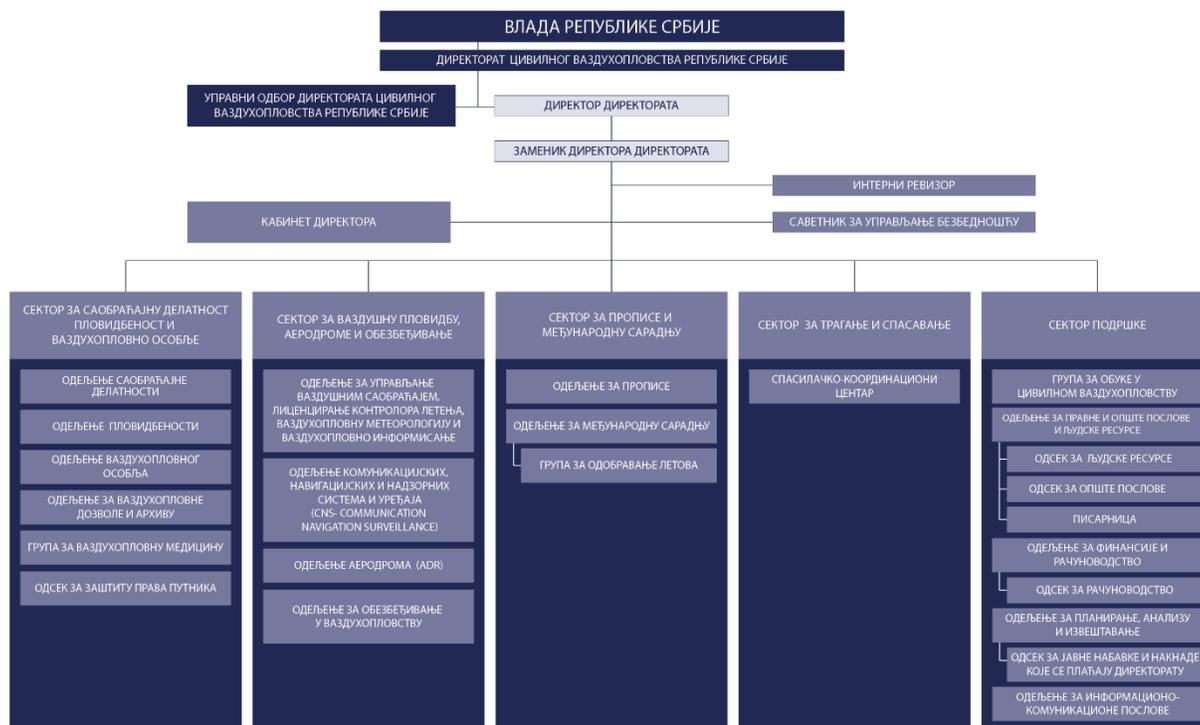 ВЛАДА РЕПУБЛИКЕ СРБИЈЕ
ДИРЕКТОРАТ ЦИВИЛНОГ ВАЗДУХОПЛОВСТВА РЕПУБЛИКЕ СРБИЈЕ
УПРАВНИ ОДБОР ДИРЕКТОРАТА ЦИВИЛНОГ
ВАЗДУХОПЛОВСТВА РЕПУБЛИКЕ СРБИЈЕ
ДИРЕКТОР ДИРЕКТОРАТА
ЗАМЕНИК ДИРЕКТОРА ДИРЕКТОРАТА
ИНТЕРНИ РЕВИЗОР
КАБИНЕТ ДИРЕКТОРА
САВЕТНИК ЗА УПРАВЉАЊЕ БЕЗБЕДНОШЋУ
СЕКТОР ЗА САОБРАЋАЈНУ ДЕЛАТНОСТ
ПЛОВИДБЕНОСТ И
ВАЗДУХОПЛОВНО ОСОБЉЕ
ОДЕЉЕЊЕ САОБРАЋАЈНЕ
ДЕЛАТНОСТИ
ОДЕЉЕЊЕ ПЛОВИДБЕНОСТИ
ОДЕЉЕЊЕ ВАЗДУХОПЛОВНОГ
ОСОБЉА
ОДЕЉЕЊЕ ЗА ВАЗДУХОПЛОВНЕ
ДОЗВОЛЕ И АРХИВУ
ГРУПА ЗА ВАЗДУХОПЛОВНУ МЕДИЦИНУ
ОДСЕК ЗА ЗАШТИТУ ПРАВА ПУТНИКА
СЕКТОР ЗА ВАЗДУШНУ ПЛОВИДБУ,
АЕРОДРОМЕ И ОБЕЗБЕЂИВАЊЕ
ОДЕЉЕЊЕ ЗА УПРАВЉАЊЕ
ВАЗДУШНИМ САОБРАЋАЈЕМ,
ЛИЦЕНЦИРАЊЕ КОНТРОЛОРА ЛЕТЕЊА,
ВАЗДУХОПЛОВНУ МЕТЕОРОЛОГИЈУ И
ВАЗДУХОПЛОВНО ИНФОРМИСАЊЕ
ОДЕЉЕЊЕ КОМУНИКАЦИЈСКИХ,
НАВИГАЦИЈСКИХ И НАДЗОРНИХ
СИСТЕМА И УРЕЂАЈА
(CNS- COMMUNICATION
NAVIGATION SURVEILLANCE)
ОДЕЉЕЊЕ АЕРОДРОМА (ADR)
ОДЕЉЕЊЕ ЗА ОБЕЗБЕЂИВАЊЕ
У ВАЗДУХОПЛОВСТВУ
СЕКТОР ЗА ПРОПИСЕ И
МЕЂУНАРОДНУ САРАДЊУ
ОДЕЉЕЊЕ ЗА ПРОПИСЕ
ОДЕЉЕЊЕ ЗА МЕЂУНАРОДНУ САРАДЊУ
ГРУПА ЗА ОДОБРАВАЊЕ ЛЕТОВА
СЕКТОР ЗА ТРАГАЊЕ И СПАСАВАЊЕ
СПАСИЛАЧКО-КООРДИНАЦИОНИ
ЦЕНТАР
СЕКТОР ПОДРШКЕ
ГРУПА ЗА ОБУКЕ У
ЦИВИЛНОМ ВАЗДУХОПЛОВСТВУ
ОДЕЉЕЊЕ ЗА ПРАВНЕ И ОПШТЕ ПОСЛОВЕ
И ЉУДСКЕ РЕСУРСЕ
ОДСЕК ЗА ЉУДСКЕ РЕСУРСЕ
ОДСЕК ЗА ОПШТЕ ПОСЛОВЕ
ПИСАРНИЦА
ОДЕЉЕЊЕ ЗА ФИНАНСИЈЕ И
РАЧУНОВОДСТВО
ОДСЕК ЗА РАЧУНОВОДСТВО
ОДЕЉЕЊЕ ЗА ПЛАНИРАЊЕ, АНАЛИЗУ
И ИЗВЕШТАВАЊЕ
ОДСЕК ЗА ЈАВНЕ НАБАВКЕ И НАКНАДЕ
КОЈЕ СЕ ПЛАЋАЈУ ДИРЕКТОРАТУ
ОДЕЉЕЊЕ ЗА ИНФОРМАЦИОНО-
КОМУНИКАЦИОНЕ ПОСЛОВЕ